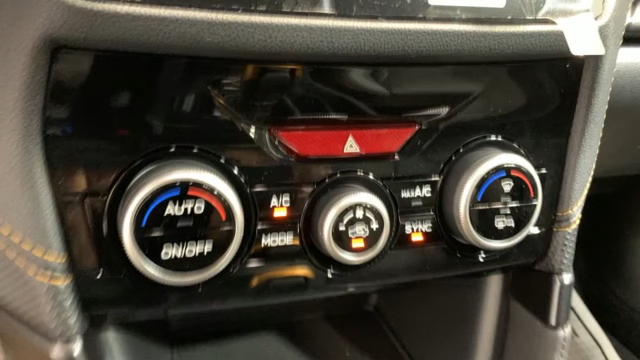 AUTO
ON/OFF
A/C
MODE
MAX A/C
SYNC